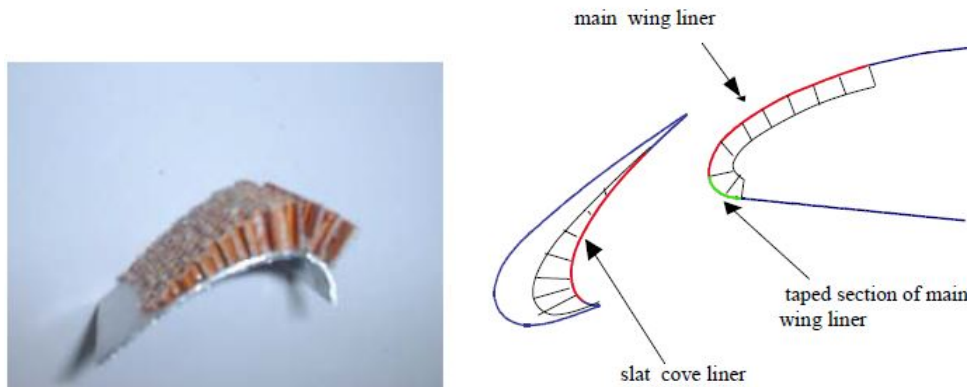 main wing liner
taped section of main
wing liner
slat cove liner